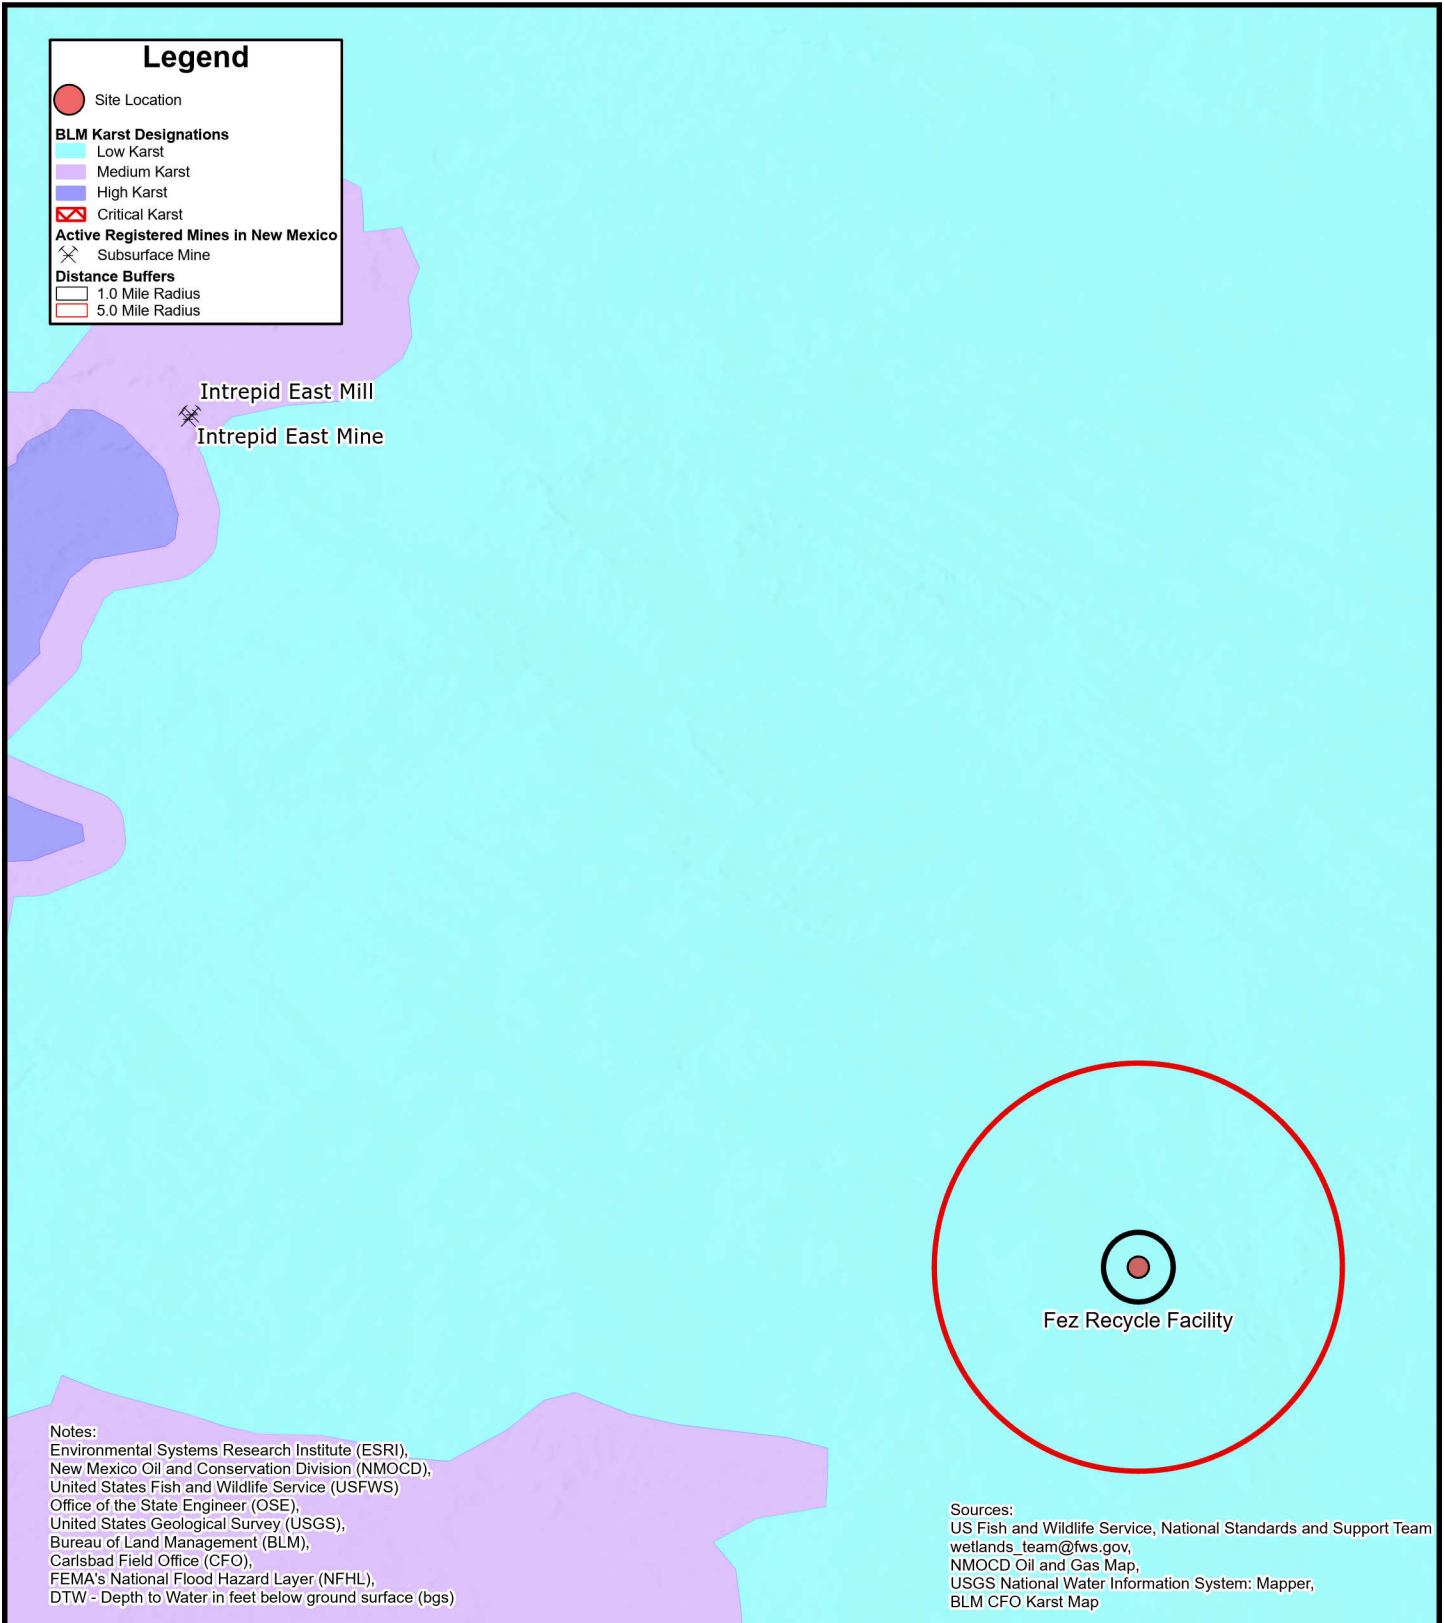 Legend
Site Location
BLM Karst Designations
Low Karst
Medium Karst
High Karst
Critical Karst
Active Registered Mines in New Mexico
Subsurface Mine
Distance Buffers
1.0 Mile Radius
5.0 Mile Radius
Intrepid East Mill
Intrepid East Mine
Fez Recycle Facility
Notes:
Environmental Systems Research Institute (ESRI),
New Mexico Oil and Conservation Division (NMOCD),
United States Fish and Wildlife Service (USFWS)
Office of the State Engineer (OSE),
United States Geological Survey (USGS),
Bureau of Land Management (BLM),
Carlsbad Field Office (CFO),
FEMA's National Flood Hazard Layer (NFHL),
DTW - Depth to Water in feet below ground surface (bgs)
Sources:
US Fish and Wildlife Service, National Standards and Support Team
wetlands_team@fws.gov,
NMOCD Oil and Gas Map,
USGS National Water Information System: Mapper,
BLM CFO Karst Map